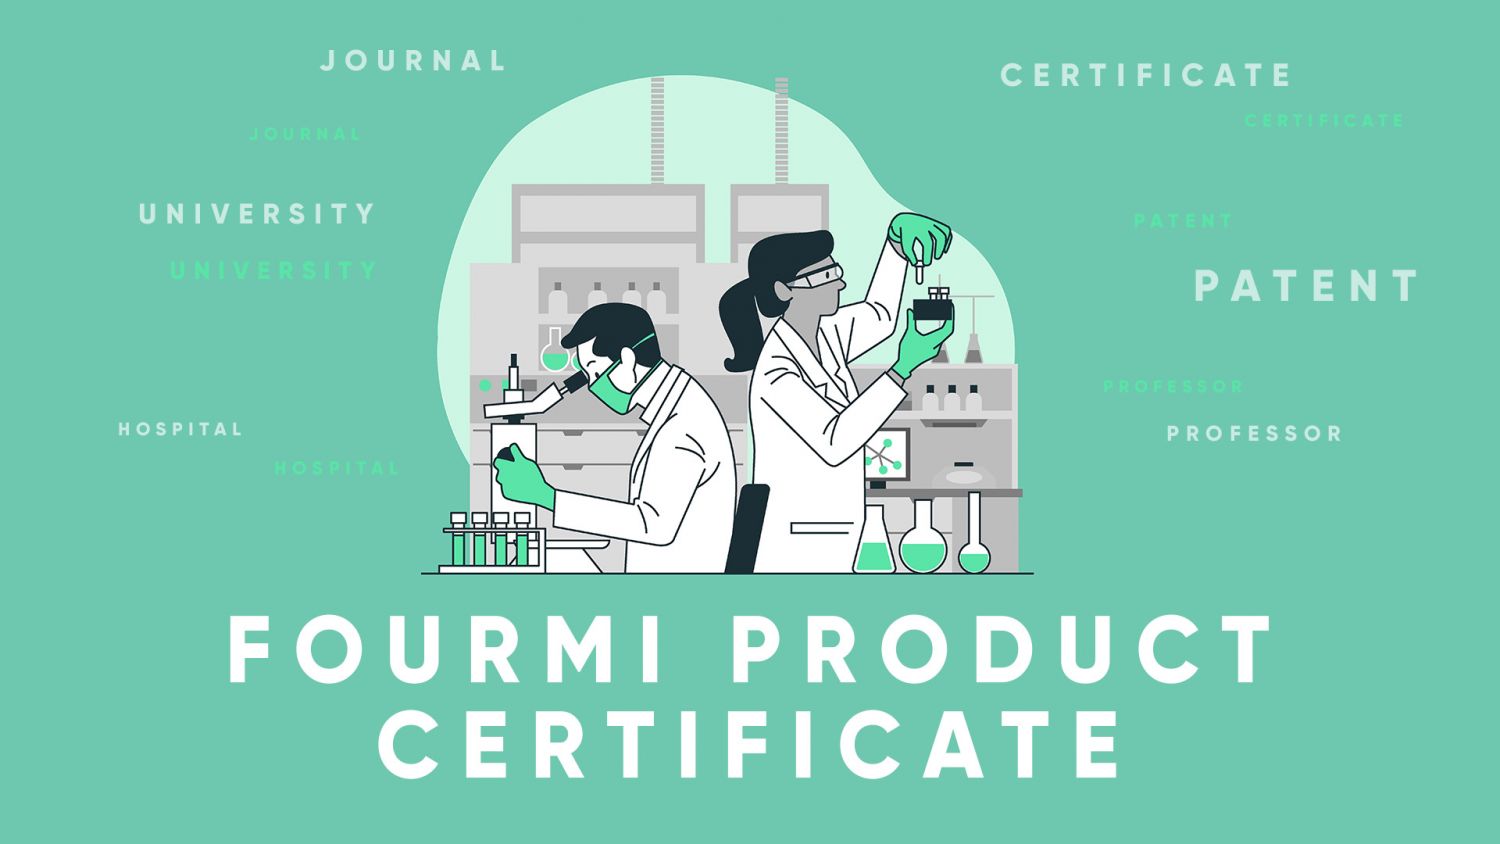 JOURNAL
CERTIFICATE
CERTIFICATE
JOURNAL
UNIVERSITY
PATENT
UNIVERSITY
PATENT
PROFESSOR
HOSPITAL
PROFESSOR
HOSPITAL
FOURMI PRODUCT
CERTIFICATE